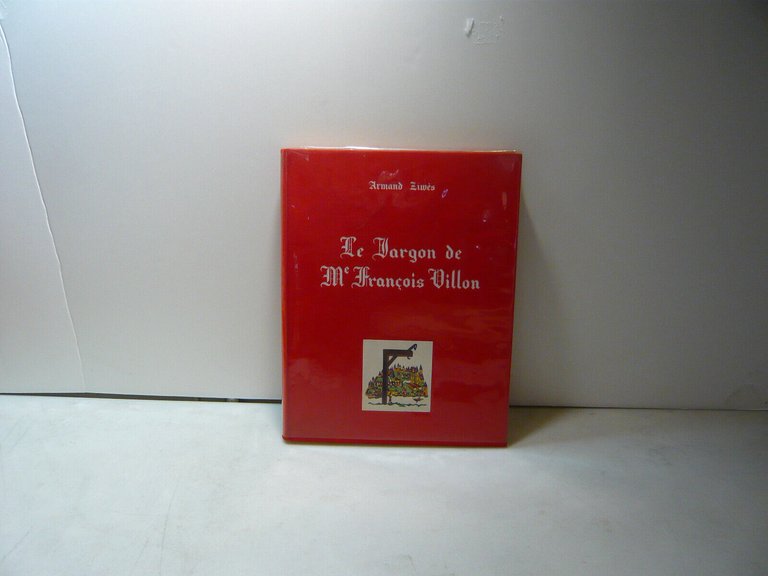 Armand Ziwès
Le Jargon de
Me François Villon